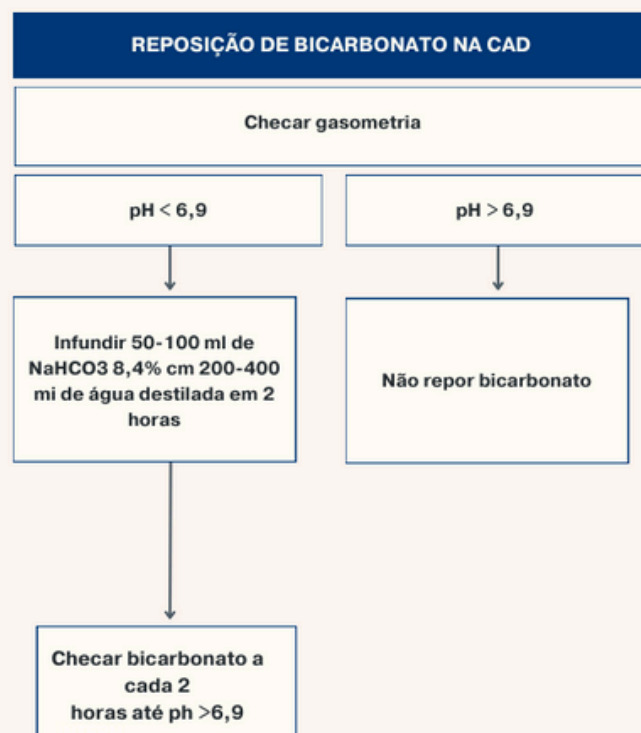 REPOSIÇÃO DE BICARBONATO NA CAD
Checar gasometria
pH < 6,9
pH > 6,9
Infundir 50-100 ml de
NaHCO3 8,4% cm 200-400
mi de água destilada em 2
horas
Não repor bicarbonato
Checar bicarbonato a
cada 2
horas até ph >6,9